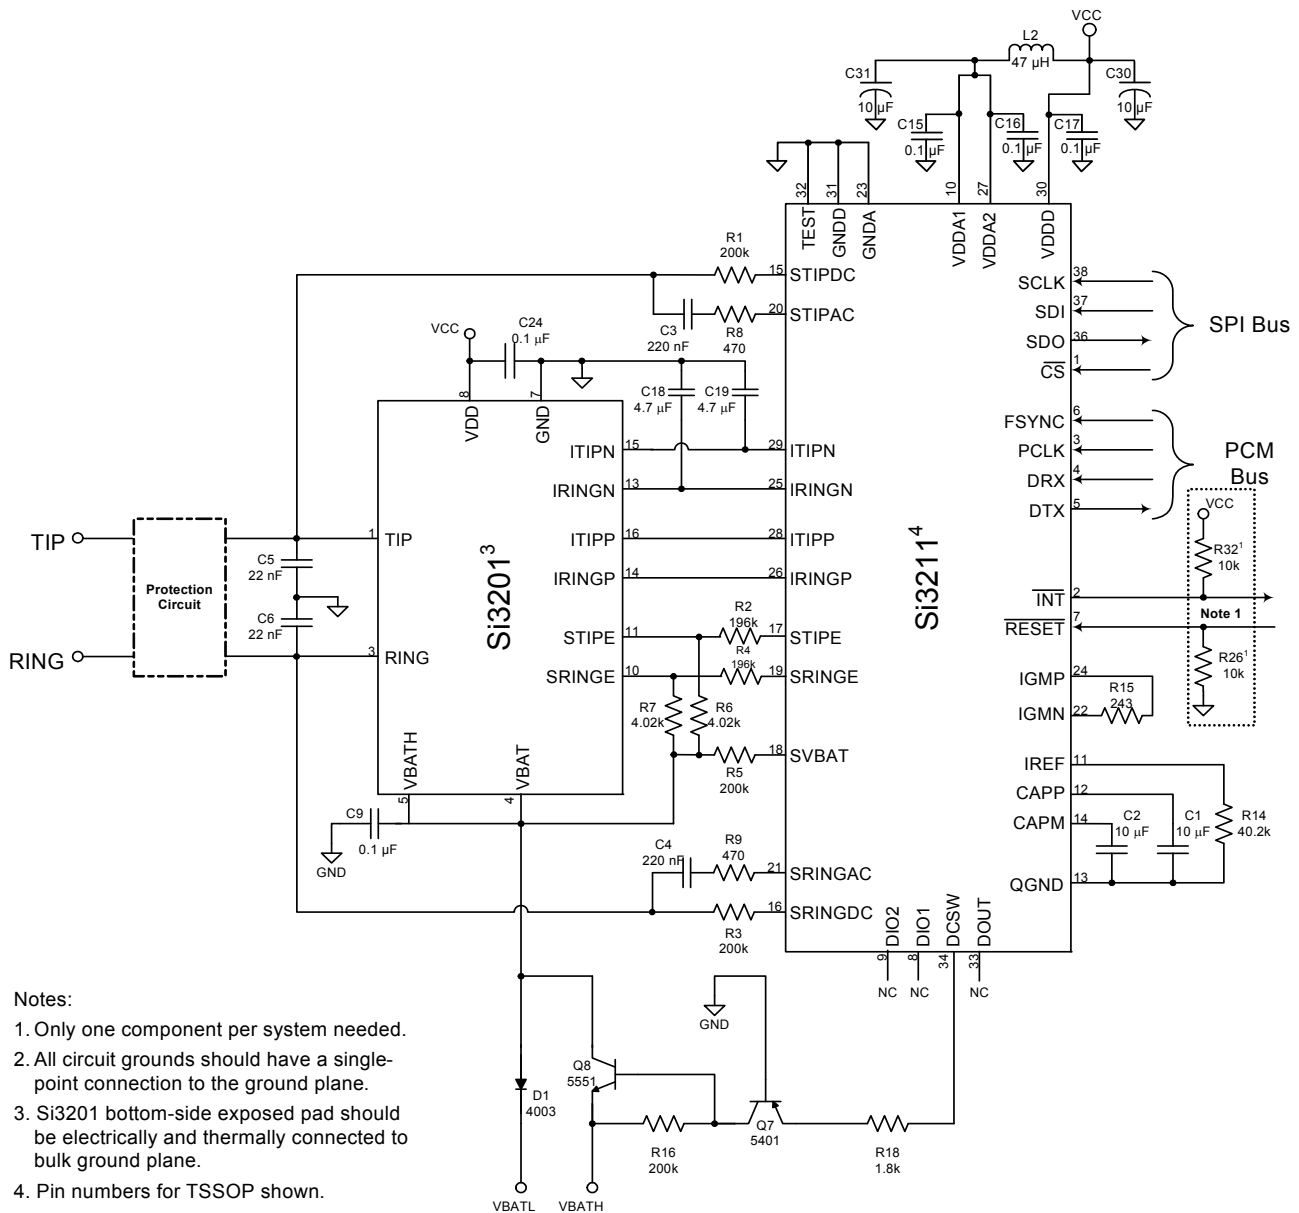 VCC
L2
47 µH
C31
10 µF
C30
10 µF
C15
0.1 µF
C16
0.1 µF
C17
0.1 µF
32
31
23
10
27
30
TEST
GNDD
GNDA
VDDA1
VDDA2
VDDD
R1
200k
15
STIPDC
20
STIPAC
C3
220 nF
R8
470
38
SCLK
37
SDI
36
SDO
1
CS
SPI Bus
VCC
C24
0.1 µF
8
7
VDD
GND
C18
4.7 µF
C19
4.7 µF
6
FSYNC
3
PCLK
4
DRX
5
DTX
PCM
Bus
ITIPN
15
29
ITIPN
IRINGN
13
25
IRINGN
ITIPP
16
28
ITIPP
IRINGP
14
26
IRINGP
STIPE
11
R2
196k
17
STIPE
SRINGE
10
R4
196k
19
SRINGE
R7
4.02k
R6
4.02k
R5
200k
18
SVBAT
TIP
RING
Protection
Circuit
C5
22 nF
C6
22 nF
1
TIP
3
RING
Si3201³
Si3211⁴
VCC
R32¹
10k
2
INT
Note 1
7
RESET
R26¹
10k
24
IGMP
R15
243
22
IGMN
11
IREF
12
CAPP
14
CAPM
13
QGND
C2
10 µF
C1
10 µF
R14
40.2k
VBATH
VBAT
5
4
C9
0.1 µF
GND
C4
220 nF
R9
470
21
SRINGAC
16
SRINGDC
R3
200k
DIO2
DIO1
DCSW
DOUT
9
8
34
33
NC
NC
NC
GND
Q8
5551
D1
4003
R16
200k
Q7
5401
R18
1.8k
VBATL
VBATH
Notes:
1. Only one component per system needed.
2. All circuit grounds should have a single-
point connection to the ground plane.
3. Si3201 bottom-side exposed pad should
be electrically and thermally connected to
bulk ground plane.
4. Pin numbers for TSSOP shown.